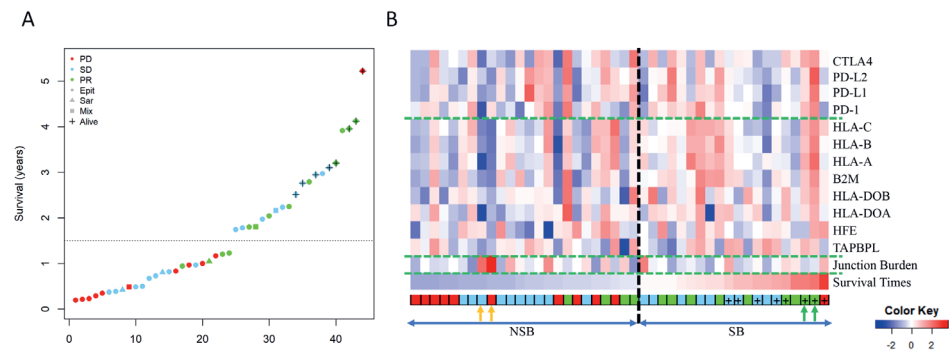 A
B
PD
SD
PR
Epit
Sar
Mix
Alive
Survival (years)
5
4
3
2
1
0
0
10
20
30
40
CTLA4
PD-L2
PD-L1
PD-1
HLA-C
HLA-B
HLA-A
B2M
HLA-DOB
HLA-DOA
HFE
TAPBPL
Junction Burden
Survival Times
NSB
SB
Color Key
-2
0
2